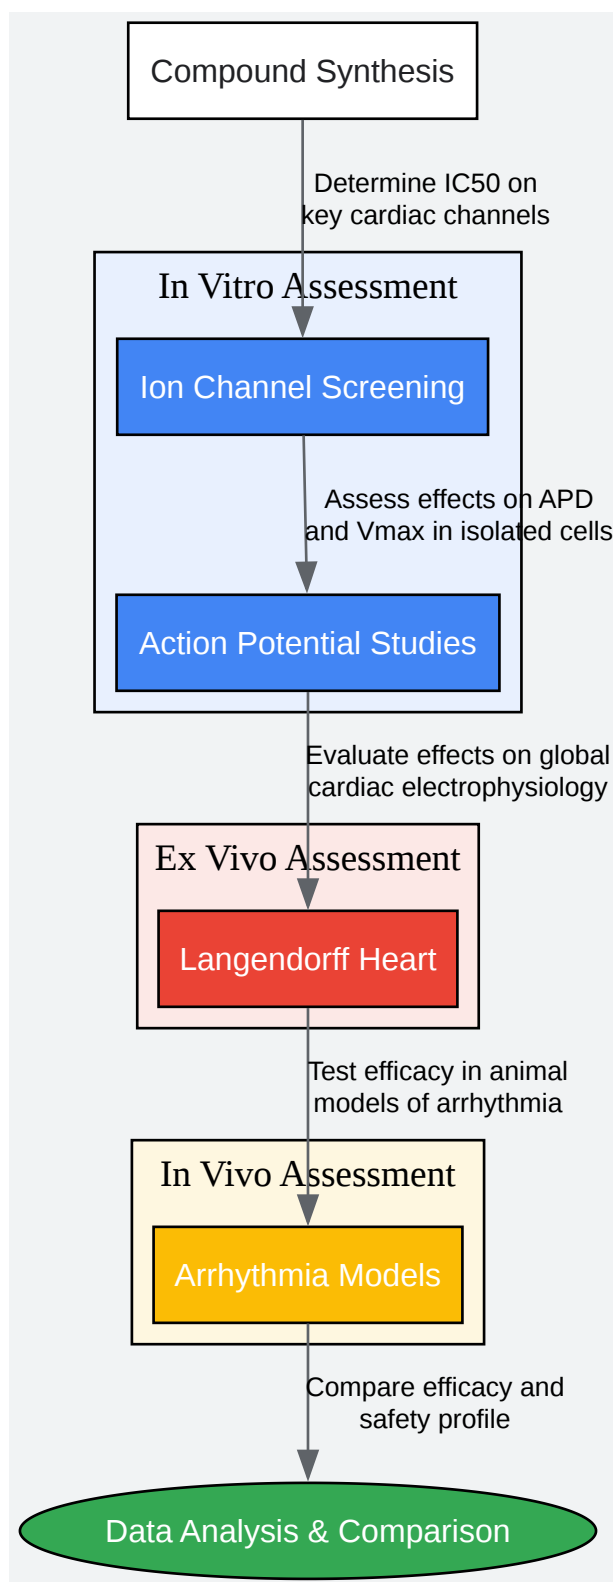 Compound Synthesis
Determine IC50 on
key cardiac channels
In Vitro Assessment
Ion Channel Screening
Assess effects on APD
and Vmax in isolated cells
Action Potential Studies
Evaluate effects on global
cardiac electrophysiology
Ex Vivo Assessment
Langendorff Heart
Test efficacy in animal
models of arrhythmia
In Vivo Assessment
Arrhythmia Models
Compare efficacy and
safety profile
Data Analysis & Comparison